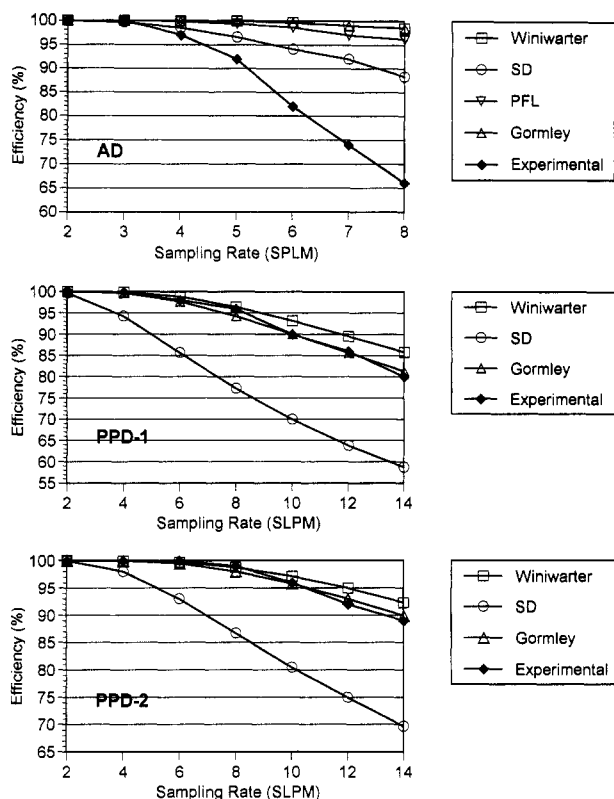 100
95
90
85
80
75
70
65
60
Efficiency (%)
AD
2 3 4 5 6 7 8
Sampling Rate (SPLM)
Winiwarter
SD
PFL
Gormley
Experimental
100
95
90
85
80
75
70
65
60
55
Efficiency (%)
PPD-1
2 4 6 8 10 12 14
Sampling Rate (SLPM)
Winiwarter
SD
Gormley
Experimental
100
95
90
85
80
75
70
65
Efficiency (%)
PPD-2
2 4 6 8 10 12 14
Sampling Rate (SLPM)
Winiwarter
SD
Gormley
Experimental